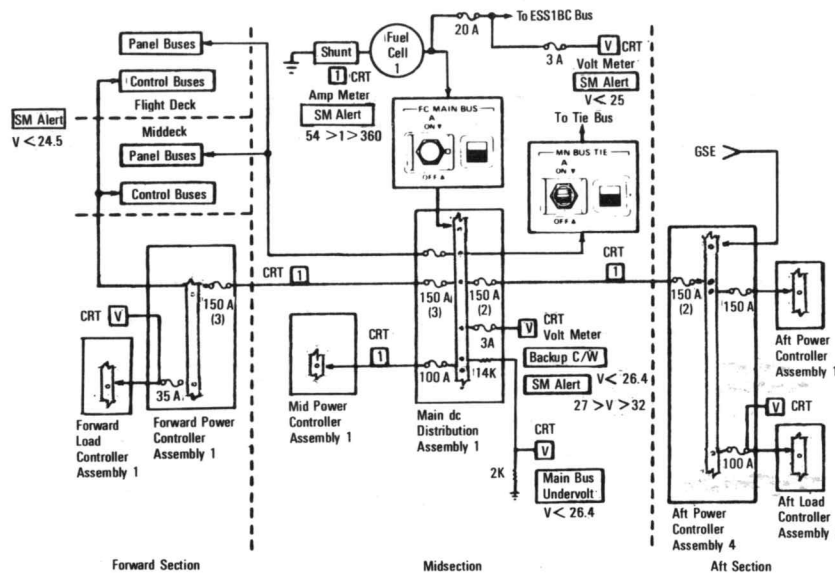 Panel Buses
Control Buses
Flight Deck
SM Alert
V < 24.5
Middeck
Panel Buses
Control Buses
Shunt
Fuel
Cell
1
1 CRT
Amp Meter
SM Alert
54 > 1 > 360
20 A
To ESS1BC Bus
3 A
V CRT
Volt Meter
SM Alert
V < 25
FC MAIN BUS
A
ON ▼
OFF ▲
To Tie Bus
MN BUS TIE
A
ON ▼
OFF ▲
GSE
CRT 1
150 A
(3)
150 A
(3)
150 A
(2)
CRT
1
150 A
(2)
150 A
Aft Power
Controller
Assembly 1
CRT V
35 A
Forward
Load
Controller
Assembly 1
Forward Power
Controller
Assembly 1
CRT
1
100 A
Mid Power
Controller
Assembly 1
3A
14K
Main dc
Distribution
Assembly 1
CRT
V Volt Meter
Backup C/W
SM Alert
V < 26.4
27 > V > 32
V CRT
2K
Main Bus
Undervolt
V < 26.4
V CRT
100 A
Aft Load
Controller
Assembly 1
Aft Power
Controller
Assembly 4
Forward Section
Midsection
Aft Section